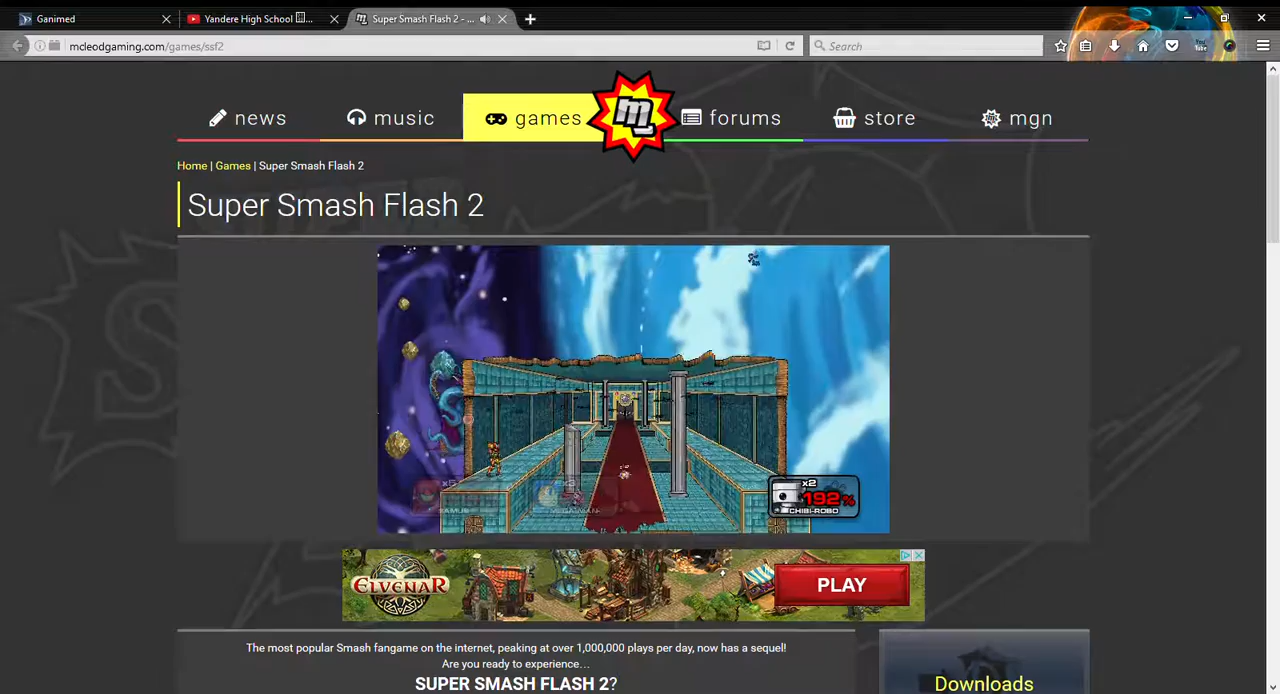 Ganimed
Yandere High School
Super Smash Flash 2 - ...
mcleodgaming.com/games/ssf2
Search
You
news
music
games
m
forums
store
mgn
Home | Games | Super Smash Flash 2
Super Smash Flash 2
x2
192%
CHIBI-ROBO
SAMUS
MEGAMAN
ELVENAR
PLAY
The most popular Smash fangame on the internet, peaking at over 1,000,000 plays per day, now has a sequel!
Are you ready to experience...
SUPER SMASH FLASH 2?
Downloads